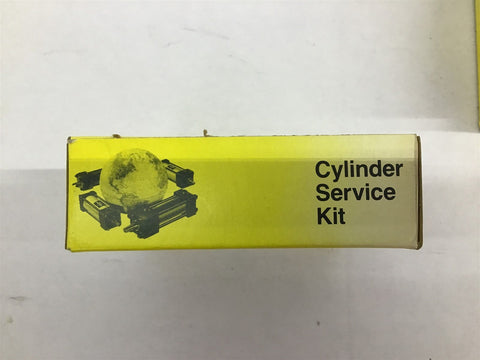 Cylinder
Service
Kit